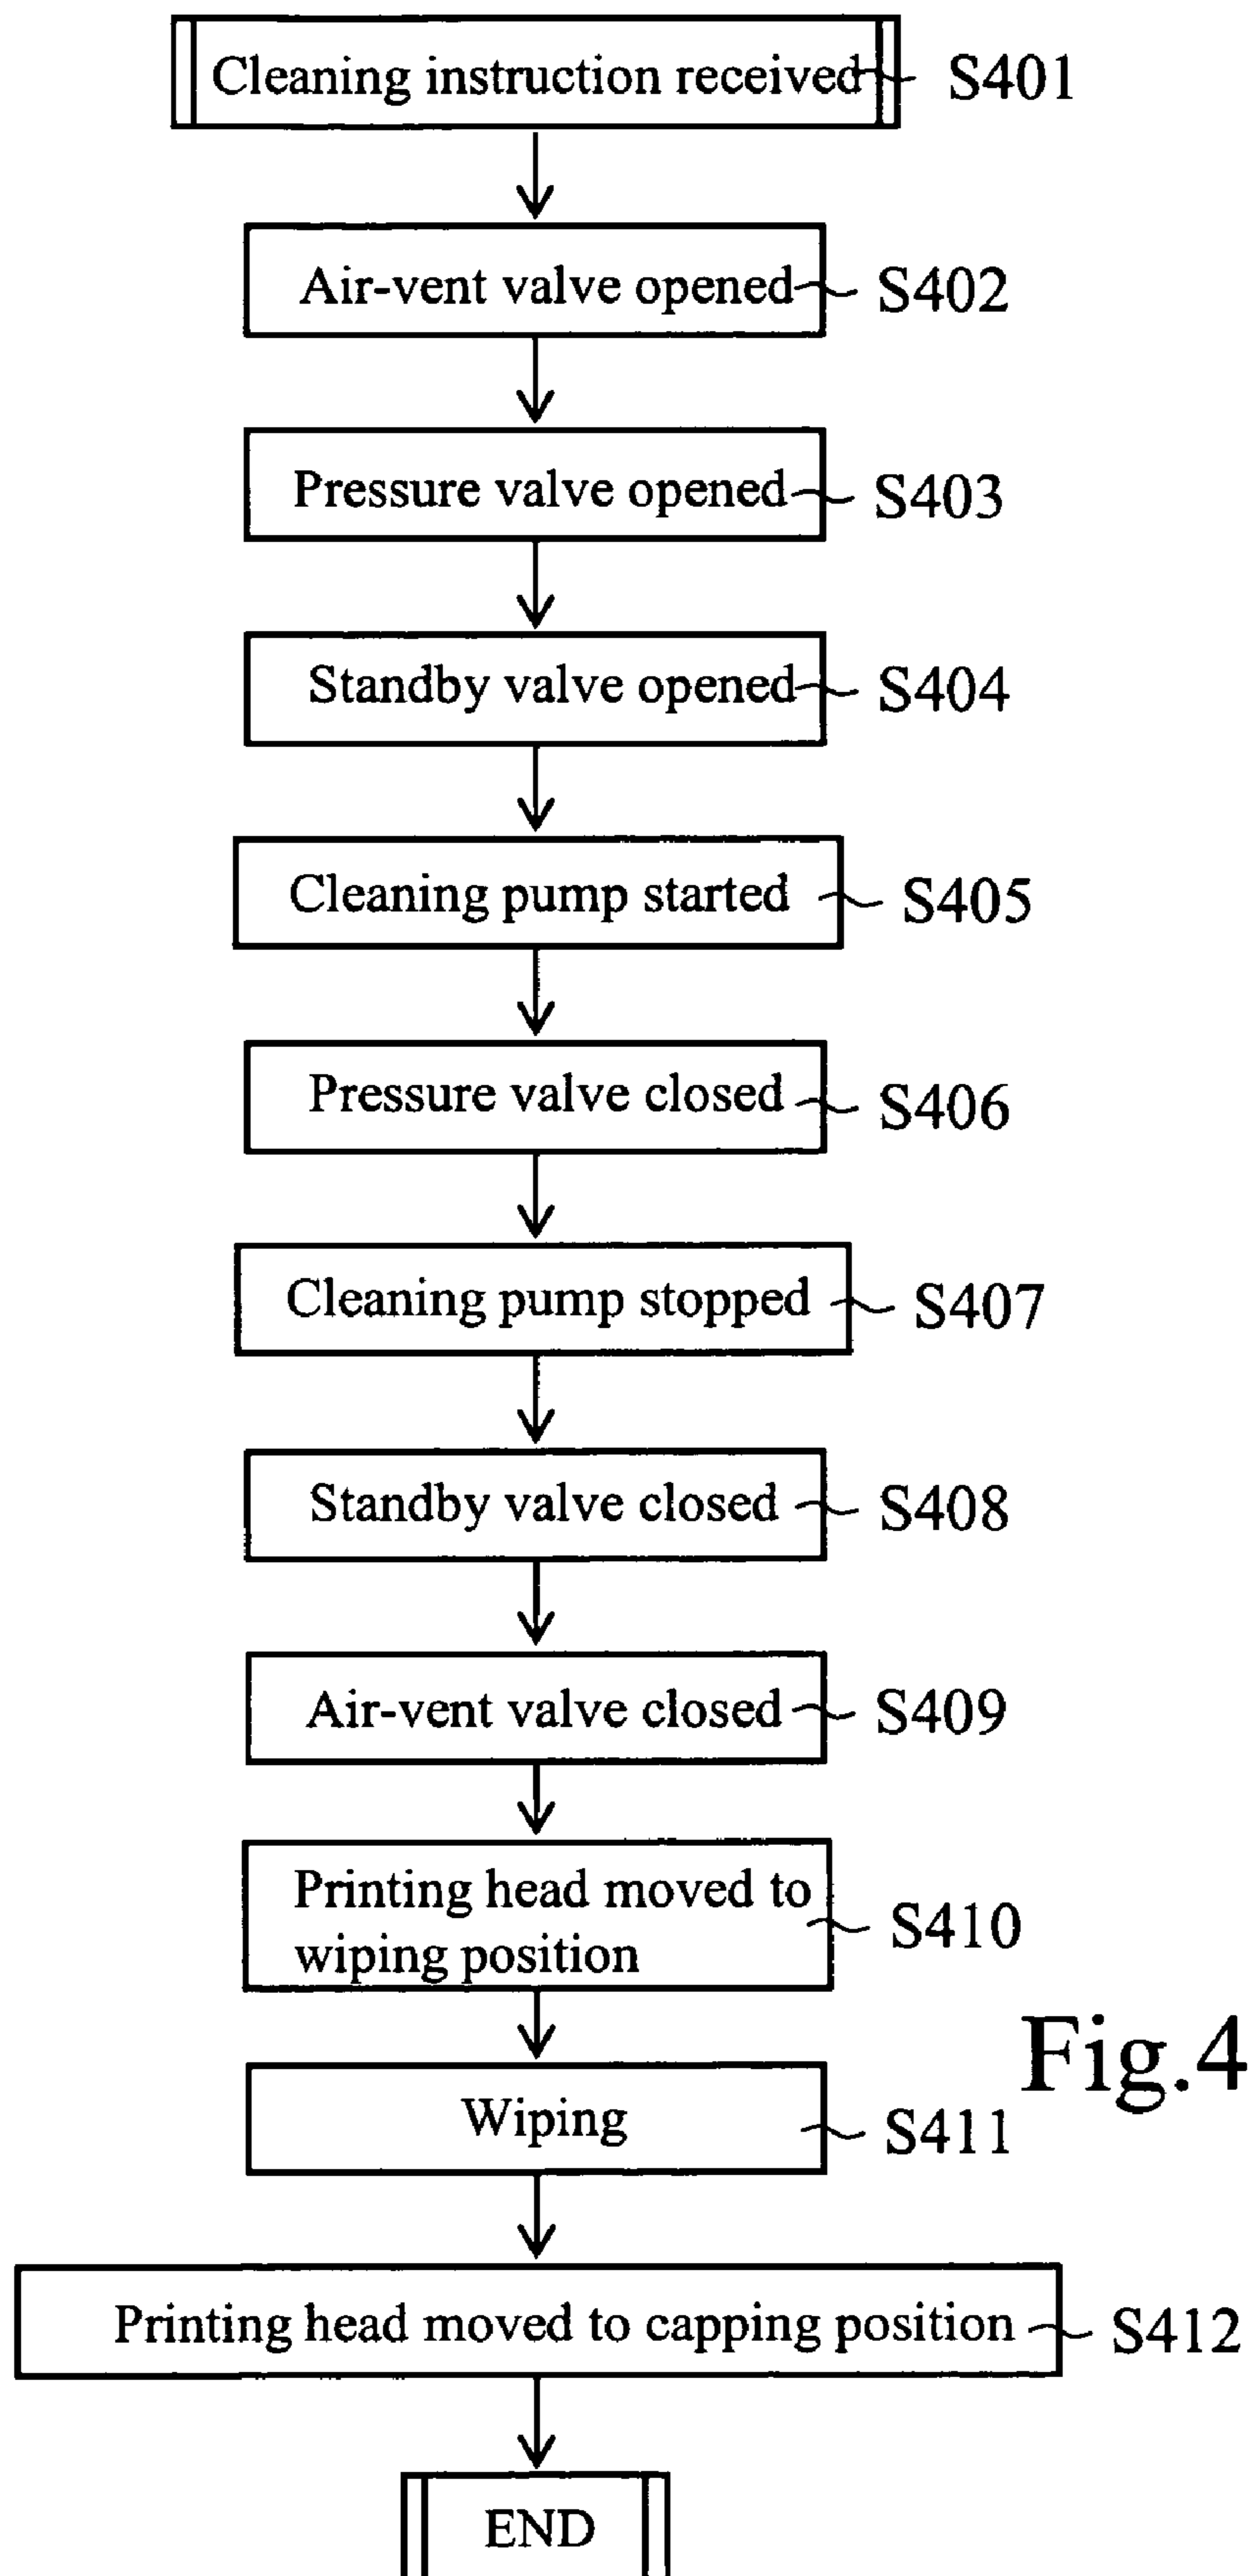 Cleaning instruction received S401
Air-vent valve opened S402
Pressure valve opened S403
Standby valve opened S404
Cleaning pump started S405
Pressure valve closed S406
Cleaning pump stopped S407
Standby valve closed S408
Air-vent valve closed S409
Printing head moved to
wiping position S410
Fig.4
Wiping S411
Printing head moved to capping position S412
END